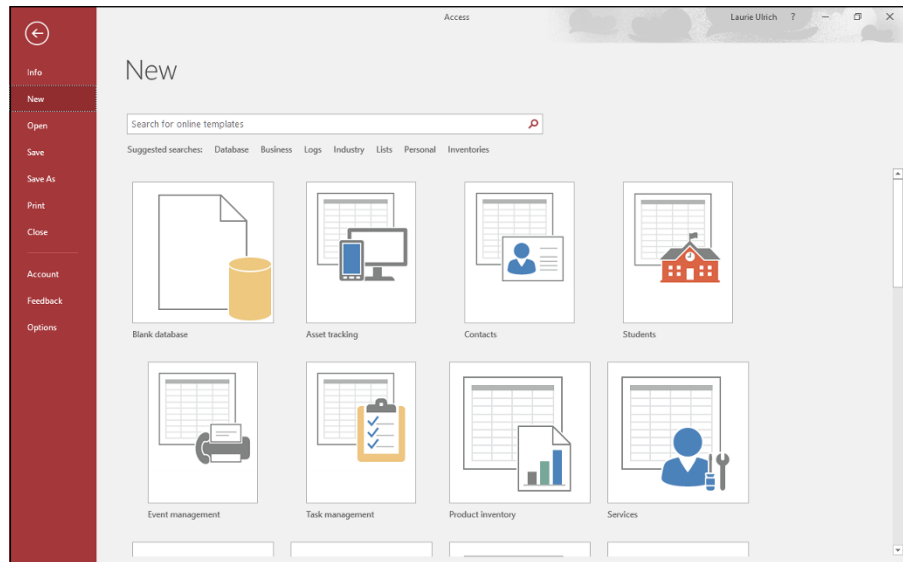 Access
Laurie Ulrich ?
Info
New
Open
Save
Save As
Print
Close
Account
Feedback
Options
New
Search for online templates
Suggested searches: Database Business Logs Industry Lists Personal Inventories
Blank database Asset tracking Contacts Students
Event management Task management Product inventory Services